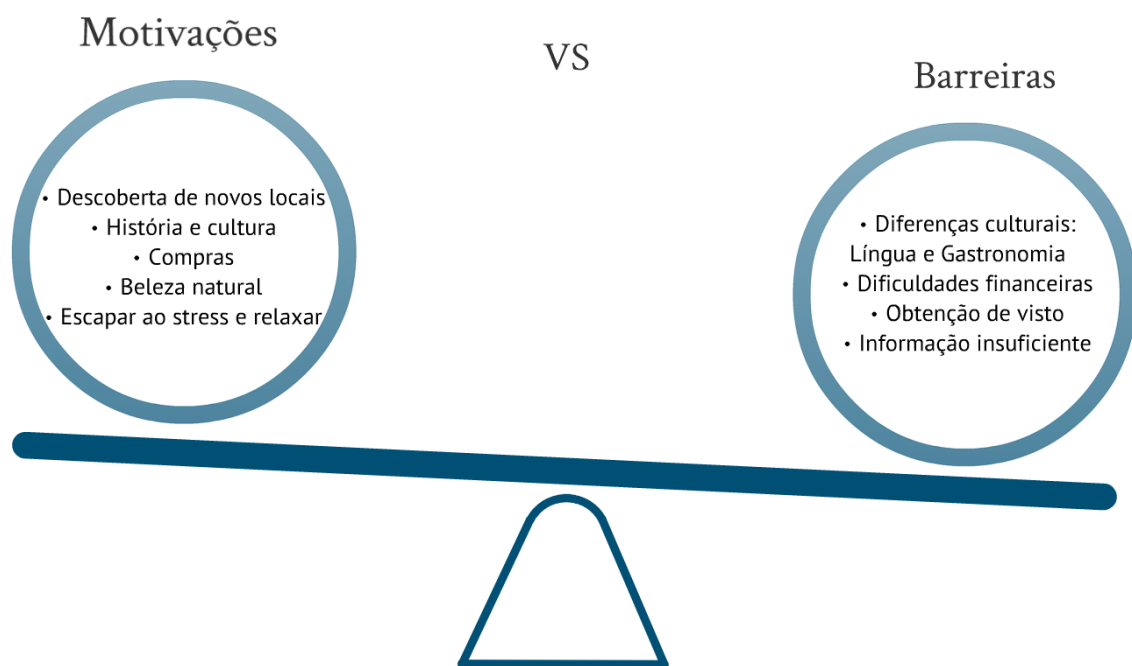 Motivações
VS
Barreiras
• Descoberta de novos locais
• História e cultura
• Compras
• Beleza natural
• Escapar ao stress e relaxar
• Diferenças culturais:
Língua e Gastronomia
• Dificuldades financeiras
• Obtenção de visto
• Informação insuficiente